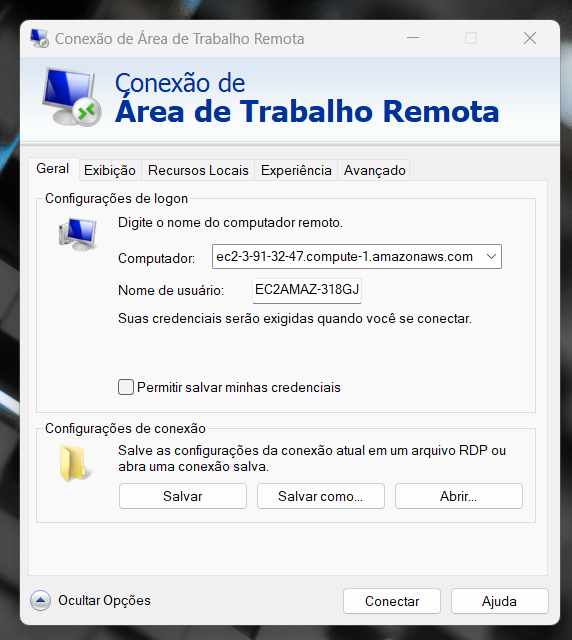 Conexão de Área de Trabalho Remota
Conexão de
Área de Trabalho Remota
Geral Exibição Recursos Locais Experiência Avançado
Configurações de logon
Digite o nome do computador remoto.
Computador: ec2-3-91-32-47.compute-1.amazonaws.com
Nome de usuário: EC2AMAZ-318GJ
Suas credenciais serão exigidas quando você se conectar.
Permitir salvar minhas credenciais
Configurações de conexão
Salve as configurações da conexão atual em um arquivo RDP ou
abra uma conexão salva.
Salvar Salvar como... Abrir...
Ocultar Opções Conectar Ajuda